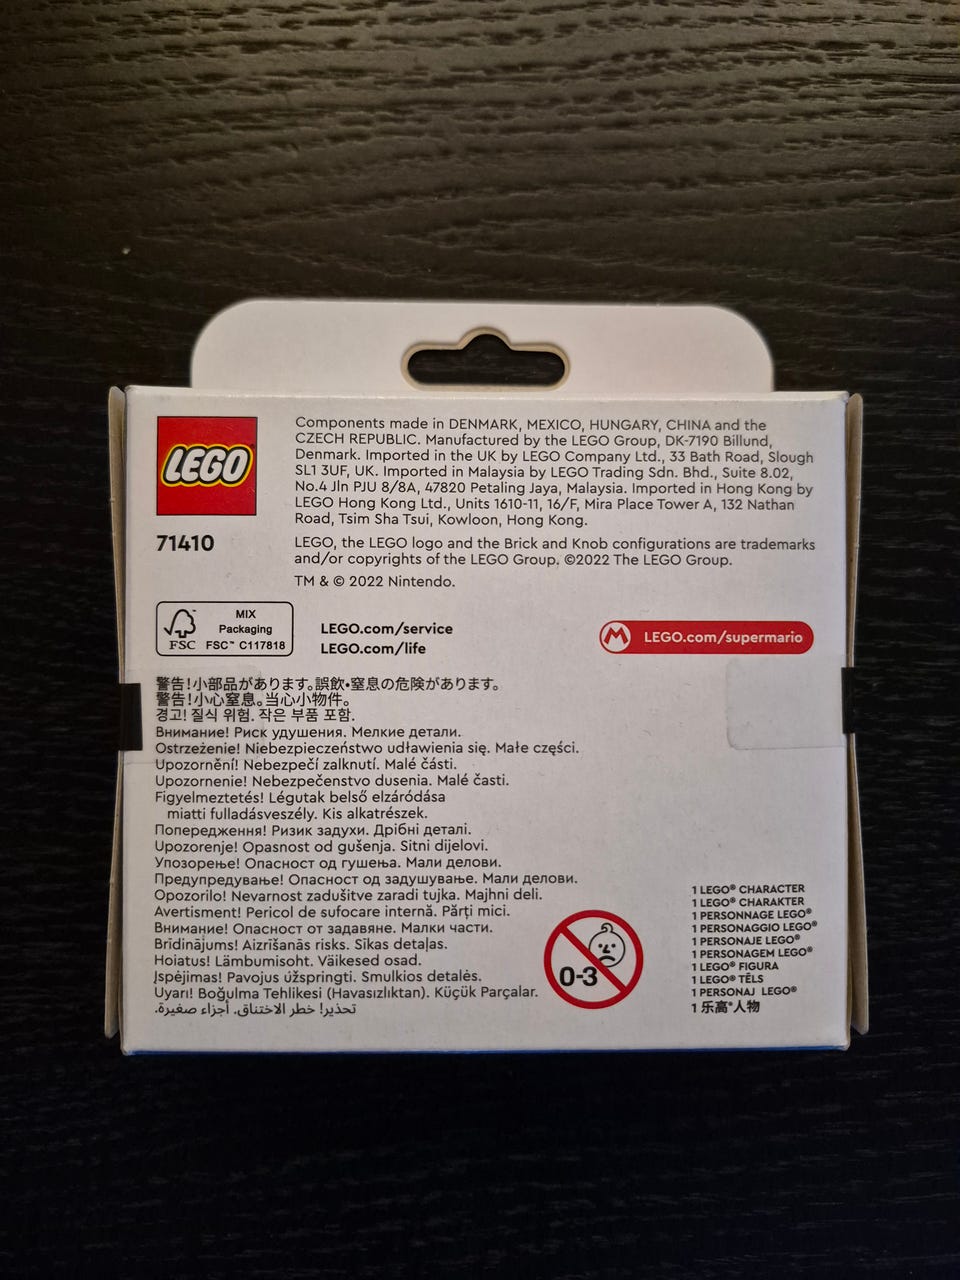 LEGO
71410
Components made in DENMARK, MEXICO, HUNGARY, CHINA and the
CZECH REPUBLIC. Manufactured by the LEGO Group, DK-7190 Billund,
Denmark. Imported in the UK by LEGO Company Ltd., 33 Bath Road, Slough
SL1 3UF, UK. Imported in Malaysia by LEGO Trading Sdn. Bhd., Suite 8.02,
No.4 Jln PJU 8/8A, 47820 Petaling Jaya, Malaysia. Imported in Hong Kong by
LEGO Hong Kong Ltd., Units 1610-11, 16/F, Mira Place Tower A, 132 Nathan
Road, Tsim Sha Tsui, Kowloon, Hong Kong.
LEGO, the LEGO logo and the Brick and Knob configurations are trademarks
and/or copyrights of the LEGO Group. ©2022 The LEGO Group.
TM & © 2022 Nintendo.
FSC
MIX
Packaging
FSC™ C117818
LEGO.com/service
LEGO.com/life
M LEGO.com/supermario
警告!小部品があります。誤飲・窒息の危険があります。
警告!小心窒息。当心小物件。
경고! 질식 위험. 작은 부품 포함.
Внимание! Риск удушения. Мелкие детали.
Ostrzeżenie! Niebezpieczeństwo udławienia się. Małe części.
Upozornění! Nebezpečí zalknutí. Malé části.
Upozornenie! Nebezpečenstvo dusenia. Malé časti.
Figyelmeztetés! Légutak belső elzáródása
miatti fulladásveszély. Kis alkatrészek.
Попередження! Ризик задухи. Дрібні деталі.
Upozorenje! Opasnost od gušenja. Sitni dijelovi.
Упозорење! Опасност од гушења. Мали делови.
Предупредување! Опасност од задушување. Мали делови.
Opozorilo! Nevarnost zadušitve zaradi tujka. Majhni deli.
Avertisment! Pericol de sufocare internă. Părți mici.
Внимание! Опасност от задавяне. Малки части.
Brīdinājums! Aizrīšanās risks. Sīkas detaļas.
Hoiatus! Lämbumisoht. Väikesed osad.
Įspėjimas! Pavojus užspringti. Smulkios detalės.
Uyarı! Boğulma Tehlikesi (Havasızlıktan). Küçük Parçalar.
تحذير! خطر الاختناق. أجزاء صغيرة.
0-3
1 LEGO® CHARACTER
1 LEGO® CHARAKTER
1 PERSONNAGE LEGO®
1 PERSONAGGIO LEGO®
1 PERSONAJE LEGO®
1 PERSONAGEM LEGO®
1 LEGO® FIGURA
1 LEGO® TĒLS
1 PERSONAJ LEGO®
1 乐高®人物